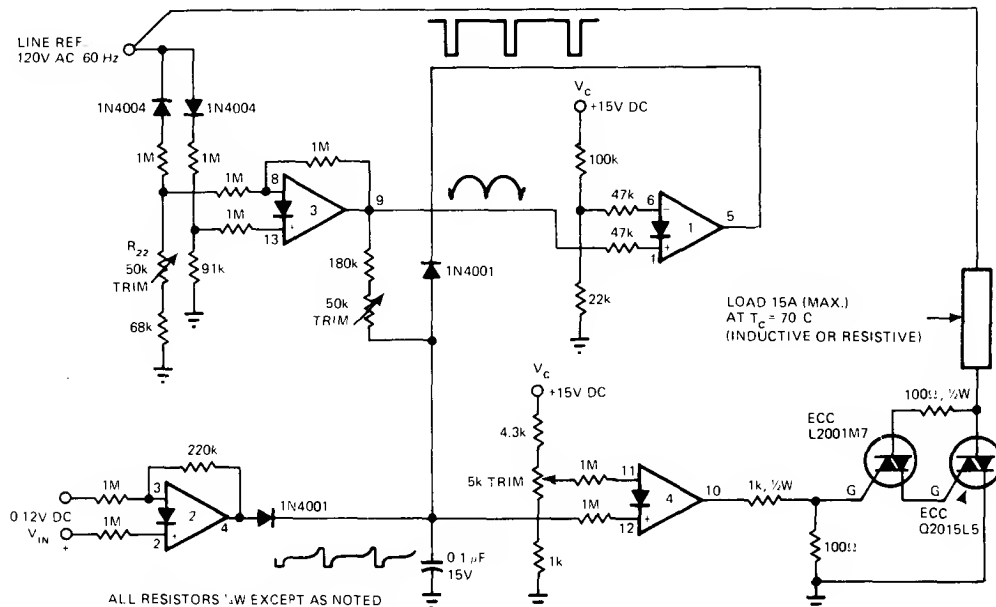 LINE REF
120V AC 60 Hz
1N4004
1N4004
1M
1M
1M
1M
1M
8
3
13
9
R22
50k
TRIM
91k
68k
180k
50k
TRIM
1N4001
VC
+15V DC
100k
47k
47k
6
−
1
+
1
5
22k
LOAD 15A (MAX.)
AT TC = 70 C
(INDUCTIVE OR RESISTIVE)
100Ω, ½W
ECC
L2001M7
VC
+15V DC
4.3k
5k TRIM
1k
1M
1M
11
4
12
+
10
1k, ½W
G
G
ECC
Q2015L5
100Ω
220k
1M
1M
0 12V DC
VIN
+
3
2
2
+
4
1N4001
0 1 µF
15V
ALL RESISTORS ¼W EXCEPT AS NOTED